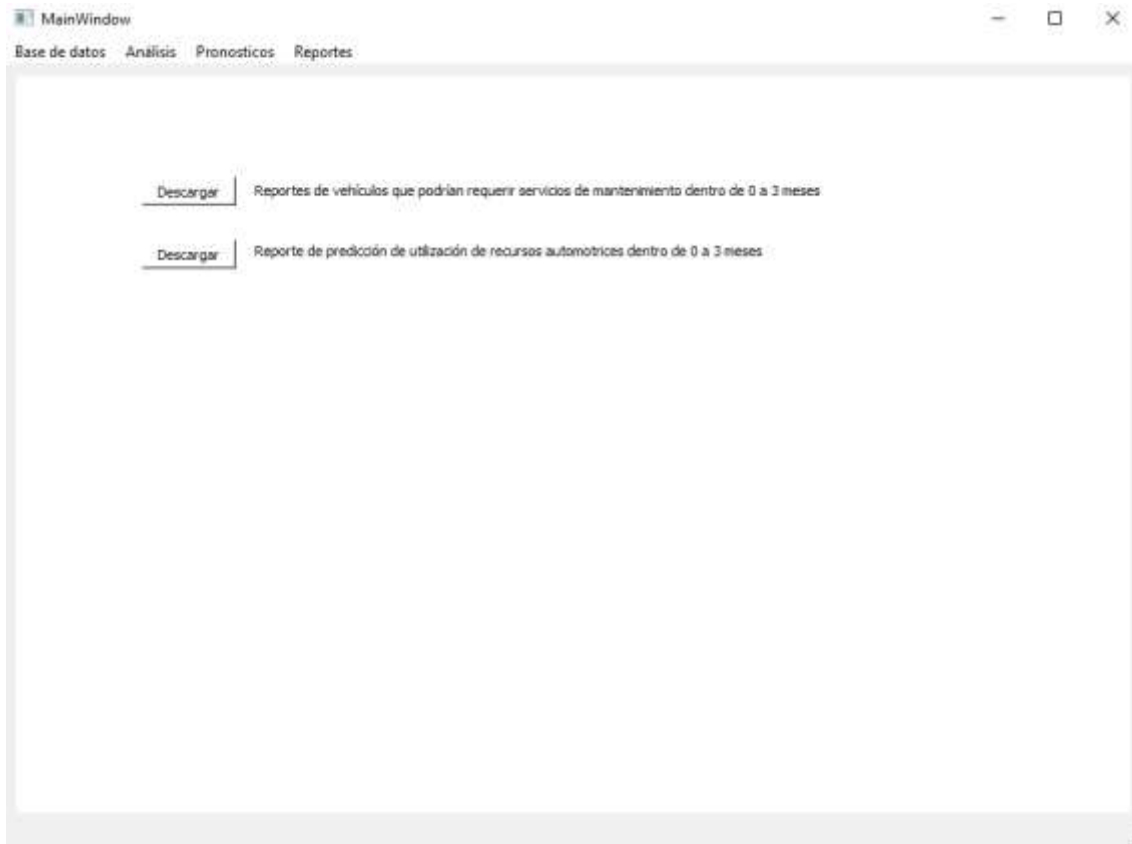 MainWindow
Base de datos Análisis Pronosticos Reportes
Descargar Reportes de vehículos que podrían requerir servicios de mantenimiento dentro de 0 a 3 meses
Descargar Reporte de predicción de utilización de recursos automotrices dentro de 0 a 3 meses